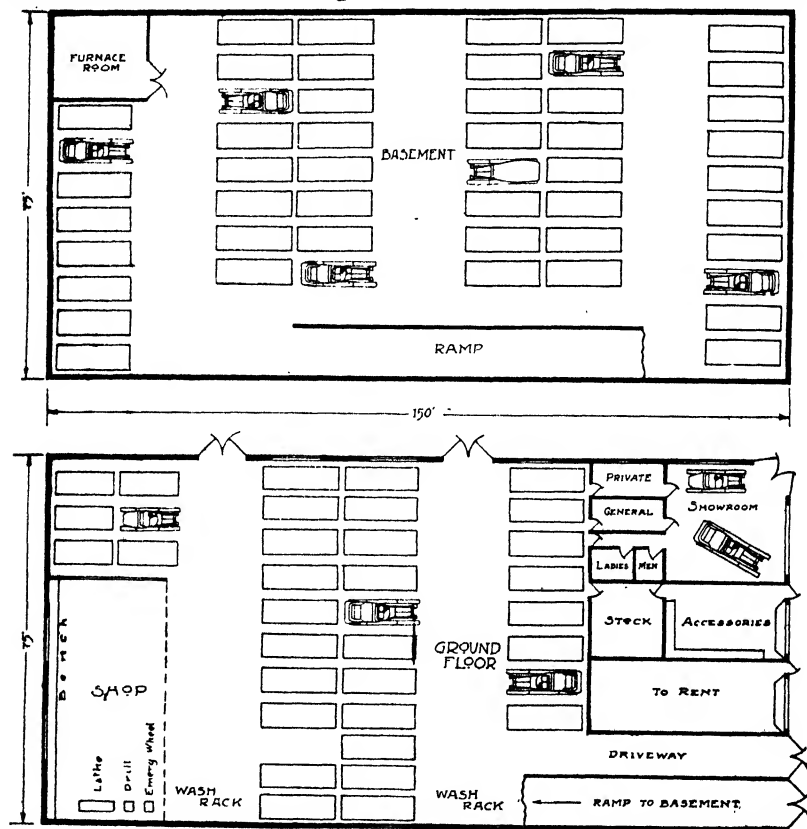 FURNACE
ROOM
BASEMENT
75'
RAMP
150'
PRIVATE
GENERAL
SHOWROOM
LADIES
MEN
STOCK
ACCESSORIES
75'
Bench
SHOP
GROUND
FLOOR
TO RENT
Lathe
Drill
Emery Wheel
DRIVEWAY
WASH
RACK
WASH
RACK
RAMP TO BASEMENT